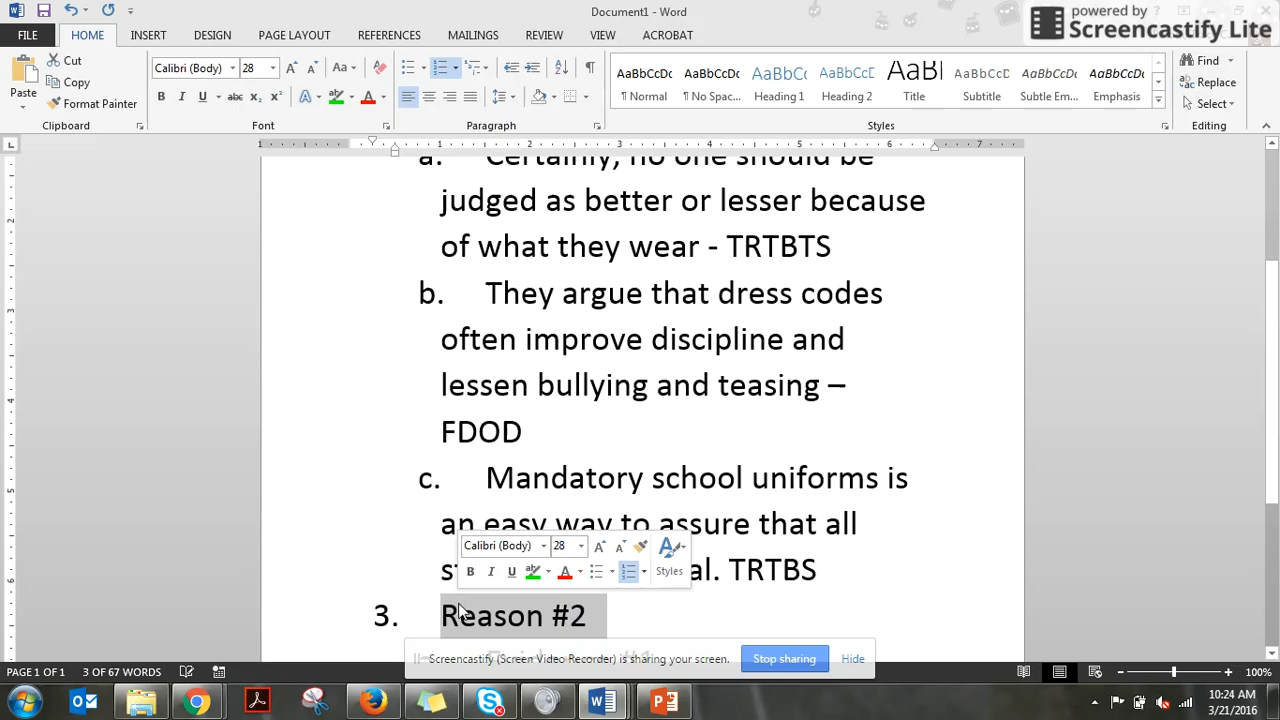 Document1 - Word
powered by
Screencastify Lite
FILE HOME INSERT DESIGN PAGE LAYOUT REFERENCES MAILINGS REVIEW VIEW ACROBAT
Cut
Copy
Format Painter
Paste
Clipboard
Calibri (Body) 28
Font
Paragraph
AaBbCcDc AaBbCcDc AaBbCc AaBbCcD AaBl AaBbCcD AaBbCcDc AaBbCcDc
¶ Normal ¶ No Spac... Heading 1 Heading 2 Title Subtitle Subtle Em... Emphasis
Styles
Find
Replace
Select
Editing
a. Certainly, no one should be
judged as better or lesser because
of what they wear - TRTBTS
b. They argue that dress codes
often improve discipline and
lessen bullying and teasing –
FDOD
c. Mandatory school uniforms is
an easy way to assure that all
al. TRTBS
Calibri (Body) 28
B I U Styles
3. Reason #2
Screencastify (Screen Video Recorder) is sharing your screen. Stop sharing Hide
PAGE 1 OF 1 3 OF 67 WORDS 100%
10:24 AM
3/21/2016